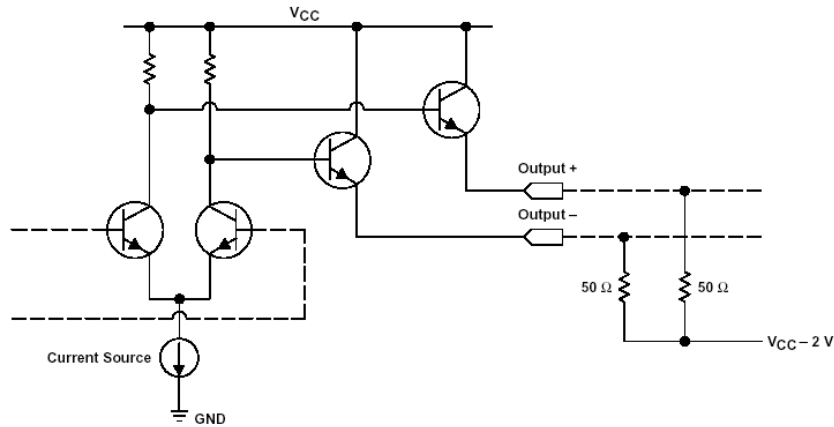 VCC
Output +
Output –
50 Ω
50 Ω
Current Source
VCC – 2 V
GND